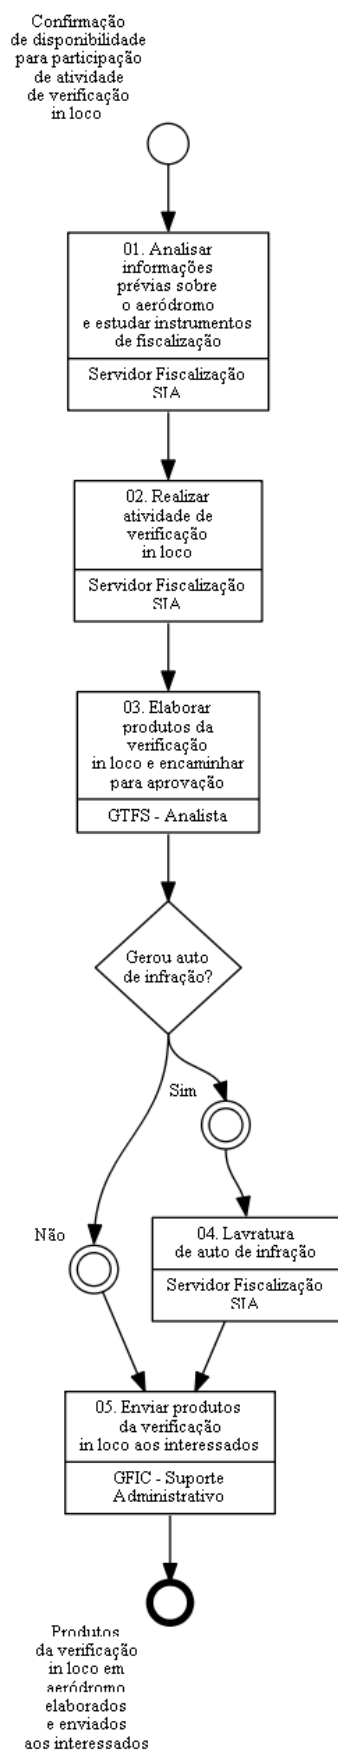 Confirmação
de disponibilidade
para participação
de atividade
de verificação
in loco
01. Analisar
informações
prévias sobre
o aeródromo
e estudar instrumentos
de fiscalização
Servidor Fiscalização
SIA
02. Realizar
atividade de
verificação
in loco
Servidor Fiscalização
SIA
03. Elaborar
produtos da
verificação
in loco e encaminhar
para aprovação
GTFS - Analista
Gerou auto
de infração?
Sim
Não
04. Lavratura
de auto de infração
Servidor Fiscalização
SIA
05. Enviar produtos
da verificação
in loco aos interessados
GFIC - Suporte
Administrativo
Produtos
da verificação
in loco em
aeródromo
elaborados
e enviados
aos interessados